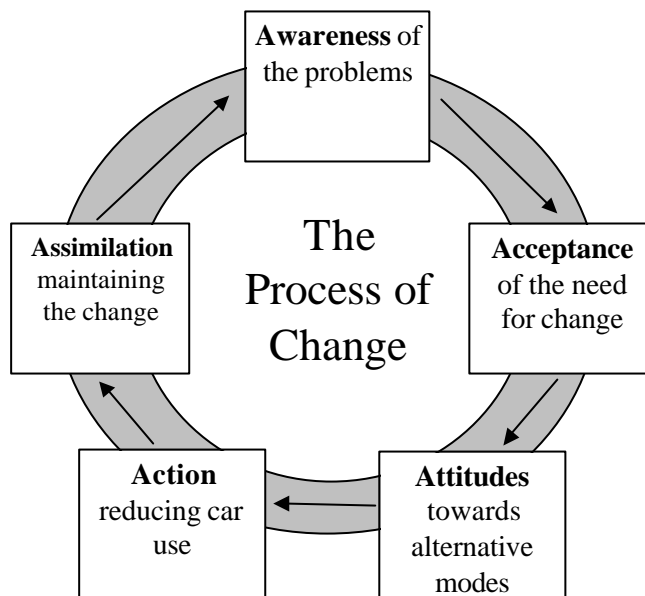 Awareness of
the problems
Acceptance
of the need
for change
Attitudes
towards
alternative
modes
Action
reducing car
use
Assimilation
maintaining
the change
The
Process of
Change